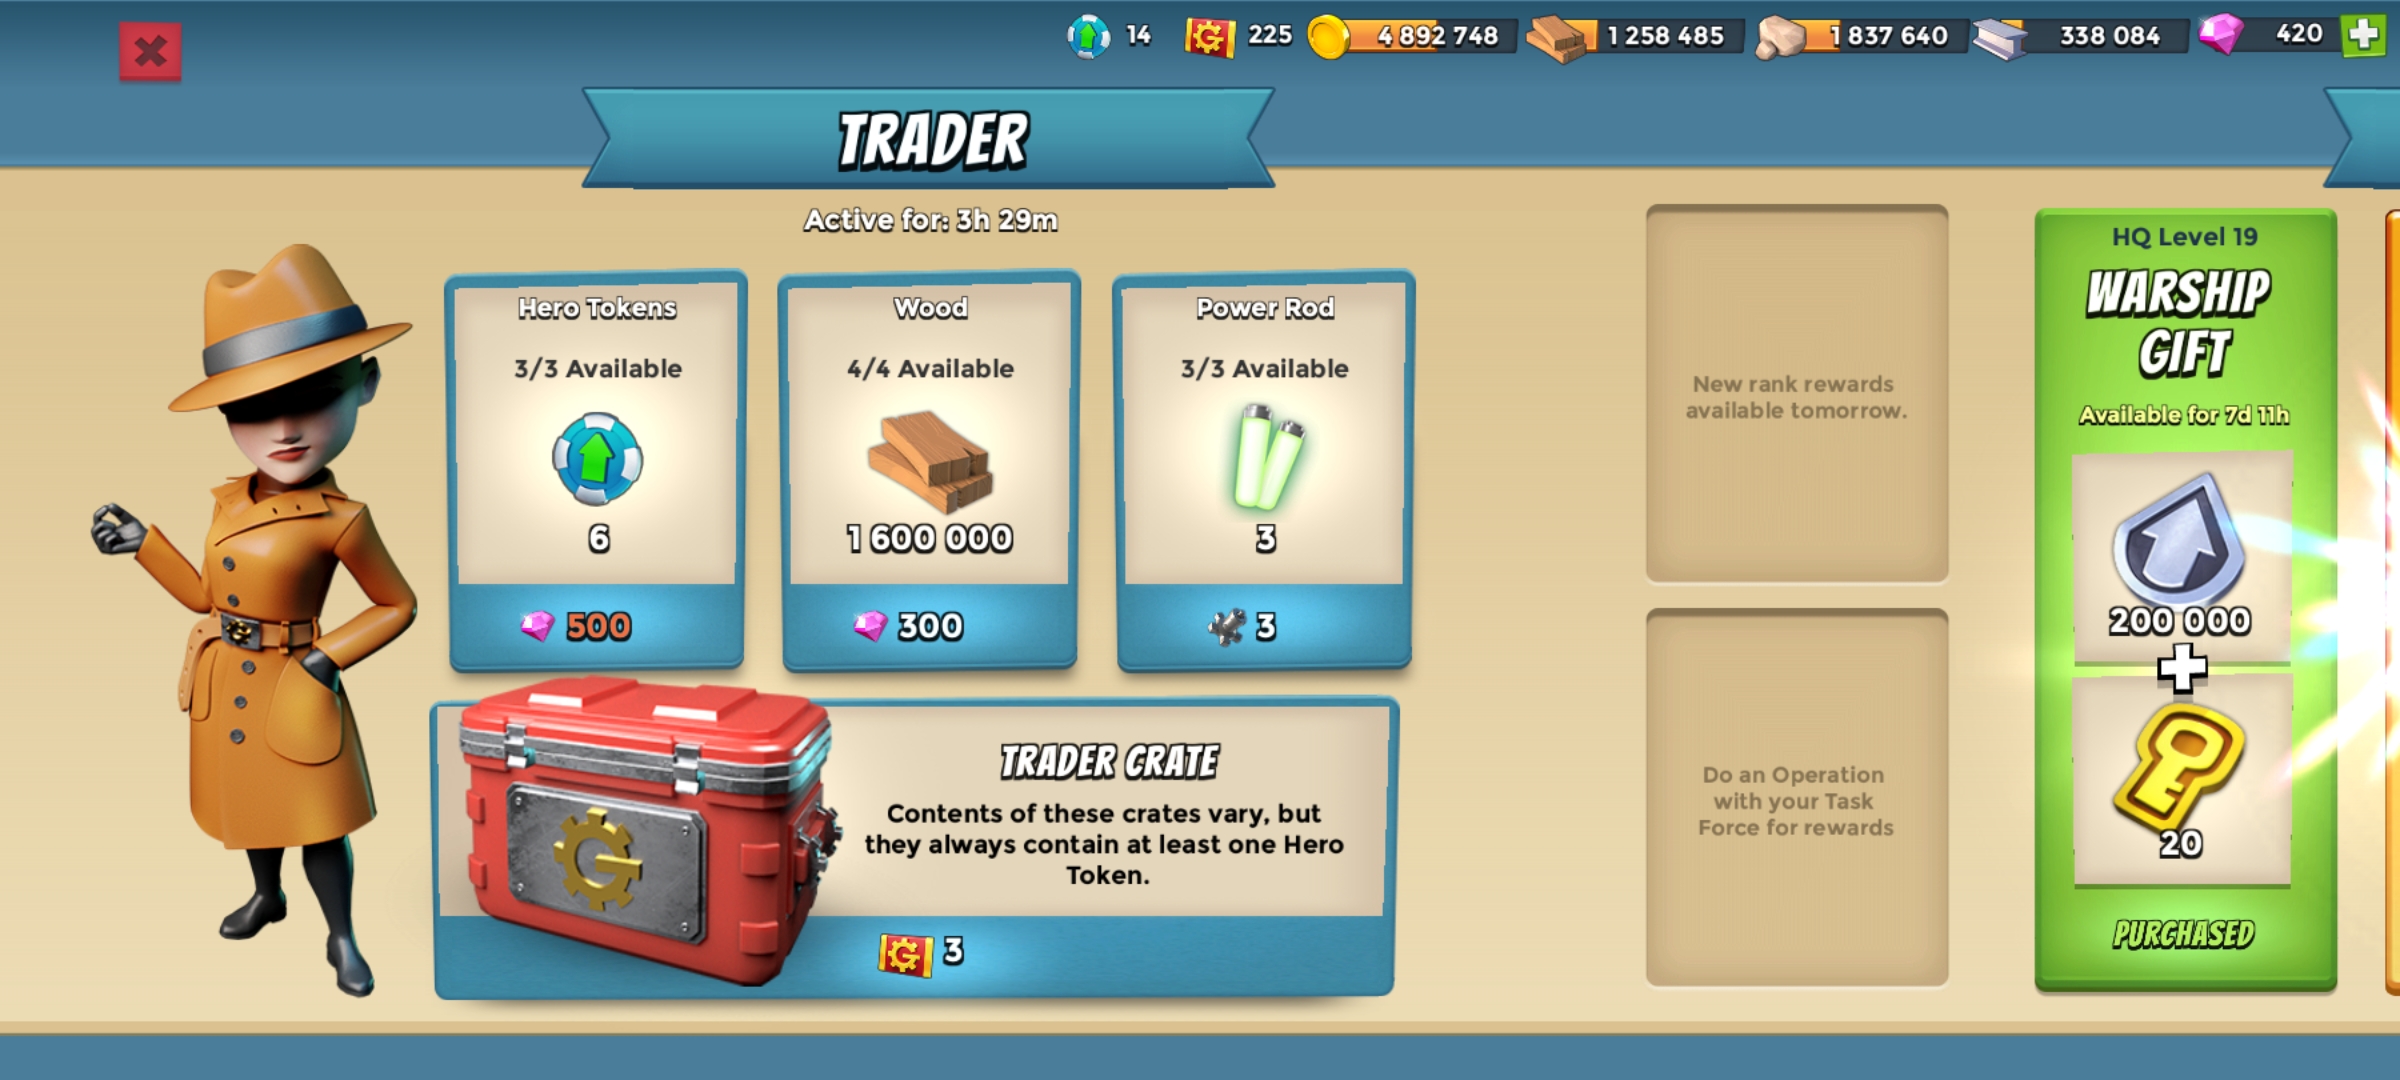 14
225
4 892 748
1 258 485
1 837 640
338 084
420
TRADER
Active for: 3h 29m
Hero Tokens
3/3 Available
6
500
Wood
4/4 Available
1 600 000
300
Power Rod
3/3 Available
3
3
TRADER CRATE
Contents of these crates vary, but
they always contain at least one Hero
Token.
3
New rank rewards
available tomorrow.
Do an Operation
with your Task
Force for rewards
HQ Level 19
WARSHIP
GIFT
Available for 7d 11h
200 000
20
PURCHASED